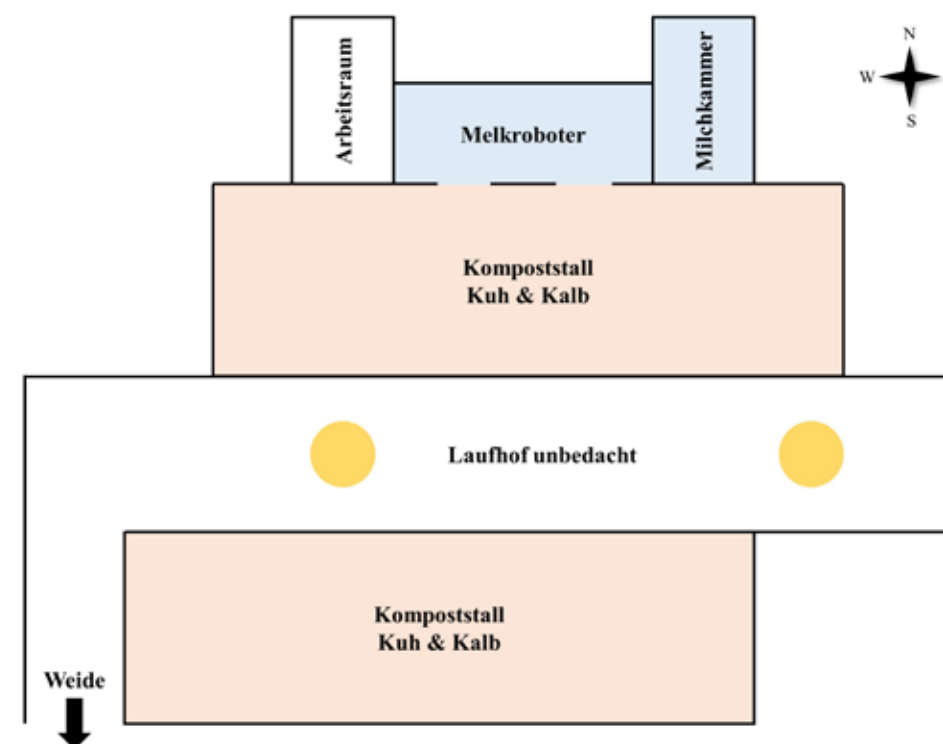 N
W
S
Arbeitsraum
Melkroboter
Milchkammer
Kompoststall
Kuh & Kalb
Laufhof unbedacht
Kompoststall
Kuh & Kalb
Weide